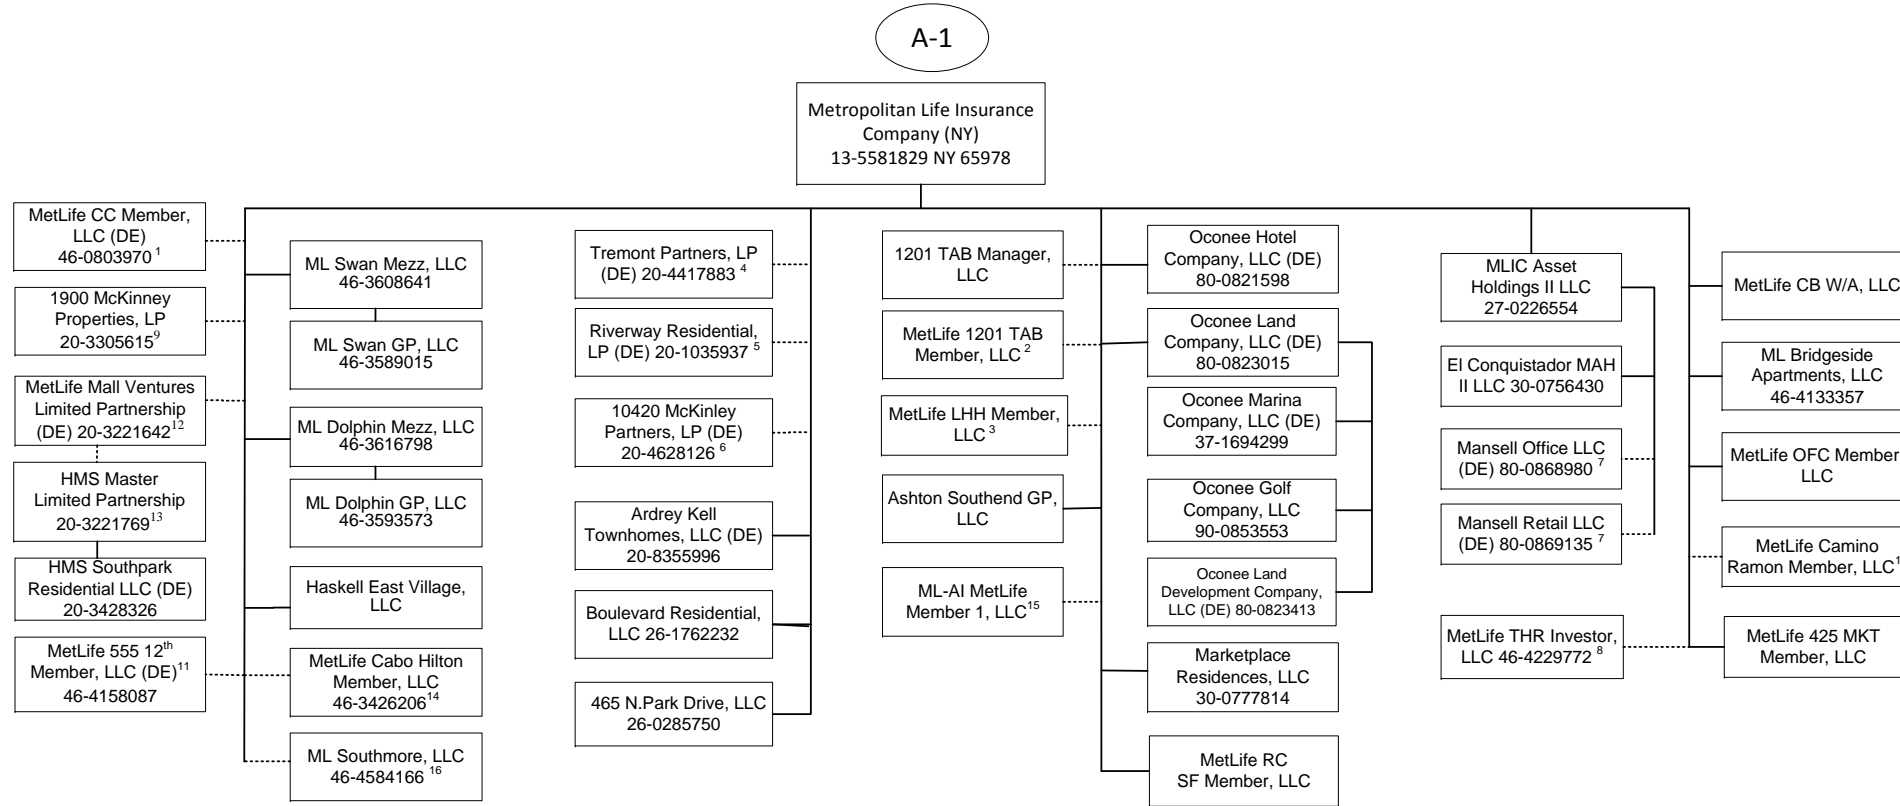 A-1
Metropolitan Life Insurance
Company (NY)
13-5581829 NY 65978
MetLife CC Member,
LLC (DE)
46-0803970 1
1900 McKinney
Properties, LP
20-3305615 9
MetLife Mall Ventures
Limited Partnership
(DE) 20-3221642 12
HMS Master
Limited Partnership
20-3221769 13
HMS Southpark
Residential LLC (DE)
20-3428326
MetLife 555 12th
Member, LLC (DE) 11
46-4158087
ML Swan Mezz, LLC
46-3608641
ML Swan GP, LLC
46-3589015
ML Dolphin Mezz, LLC
46-3616798
ML Dolphin GP, LLC
46-3593573
Haskell East Village,
LLC
MetLife Cabo Hilton
Member, LLC
46-3426206 14
ML Southmore, LLC
46-4584166 16
Tremont Partners, LP
(DE) 20-4417883 4
Riverway Residential,
LP (DE) 20-1035937 5
10420 McKinley
Partners, LP (DE)
20-4628126 6
Ardrey Kell
Townhomes, LLC (DE)
20-8355996
Boulevard Residential,
LLC 26-1762232
465 N.Park Drive, LLC
26-0285750
1201 TAB Manager,
LLC
MetLife 1201 TAB
Member, LLC 2
MetLife LHH Member,
LLC 3
Ashton Southend GP,
LLC
ML-AI MetLife
Member 1, LLC 15
Oconee Hotel
Company, LLC (DE)
80-0821598
Oconee Land
Company, LLC (DE)
80-0823015
Oconee Marina
Company, LLC (DE)
37-1694299
Oconee Golf
Company, LLC
90-0853553
Oconee Land
Development Company,
LLC (DE) 80-0823413
Marketplace
Residences, LLC
30-0777814
MetLife RC
SF Member, LLC
MLIC Asset
Holdings II LLC
27-0226554
El Conquistador MAH
II LLC 30-0756430
Mansell Office LLC
(DE) 80-0868980 7
Mansell Retail LLC
(DE) 80-0869135 7
MetLife THR Investor,
LLC 46-4229772 8
MetLife CB W/A, LLC
ML Bridgeside
Apartments, LLC
46-4133357
MetLife OFC Member
LLC
MetLife Camino
Ramon Member, LLC
MetLife 425 MKT
Member, LLC